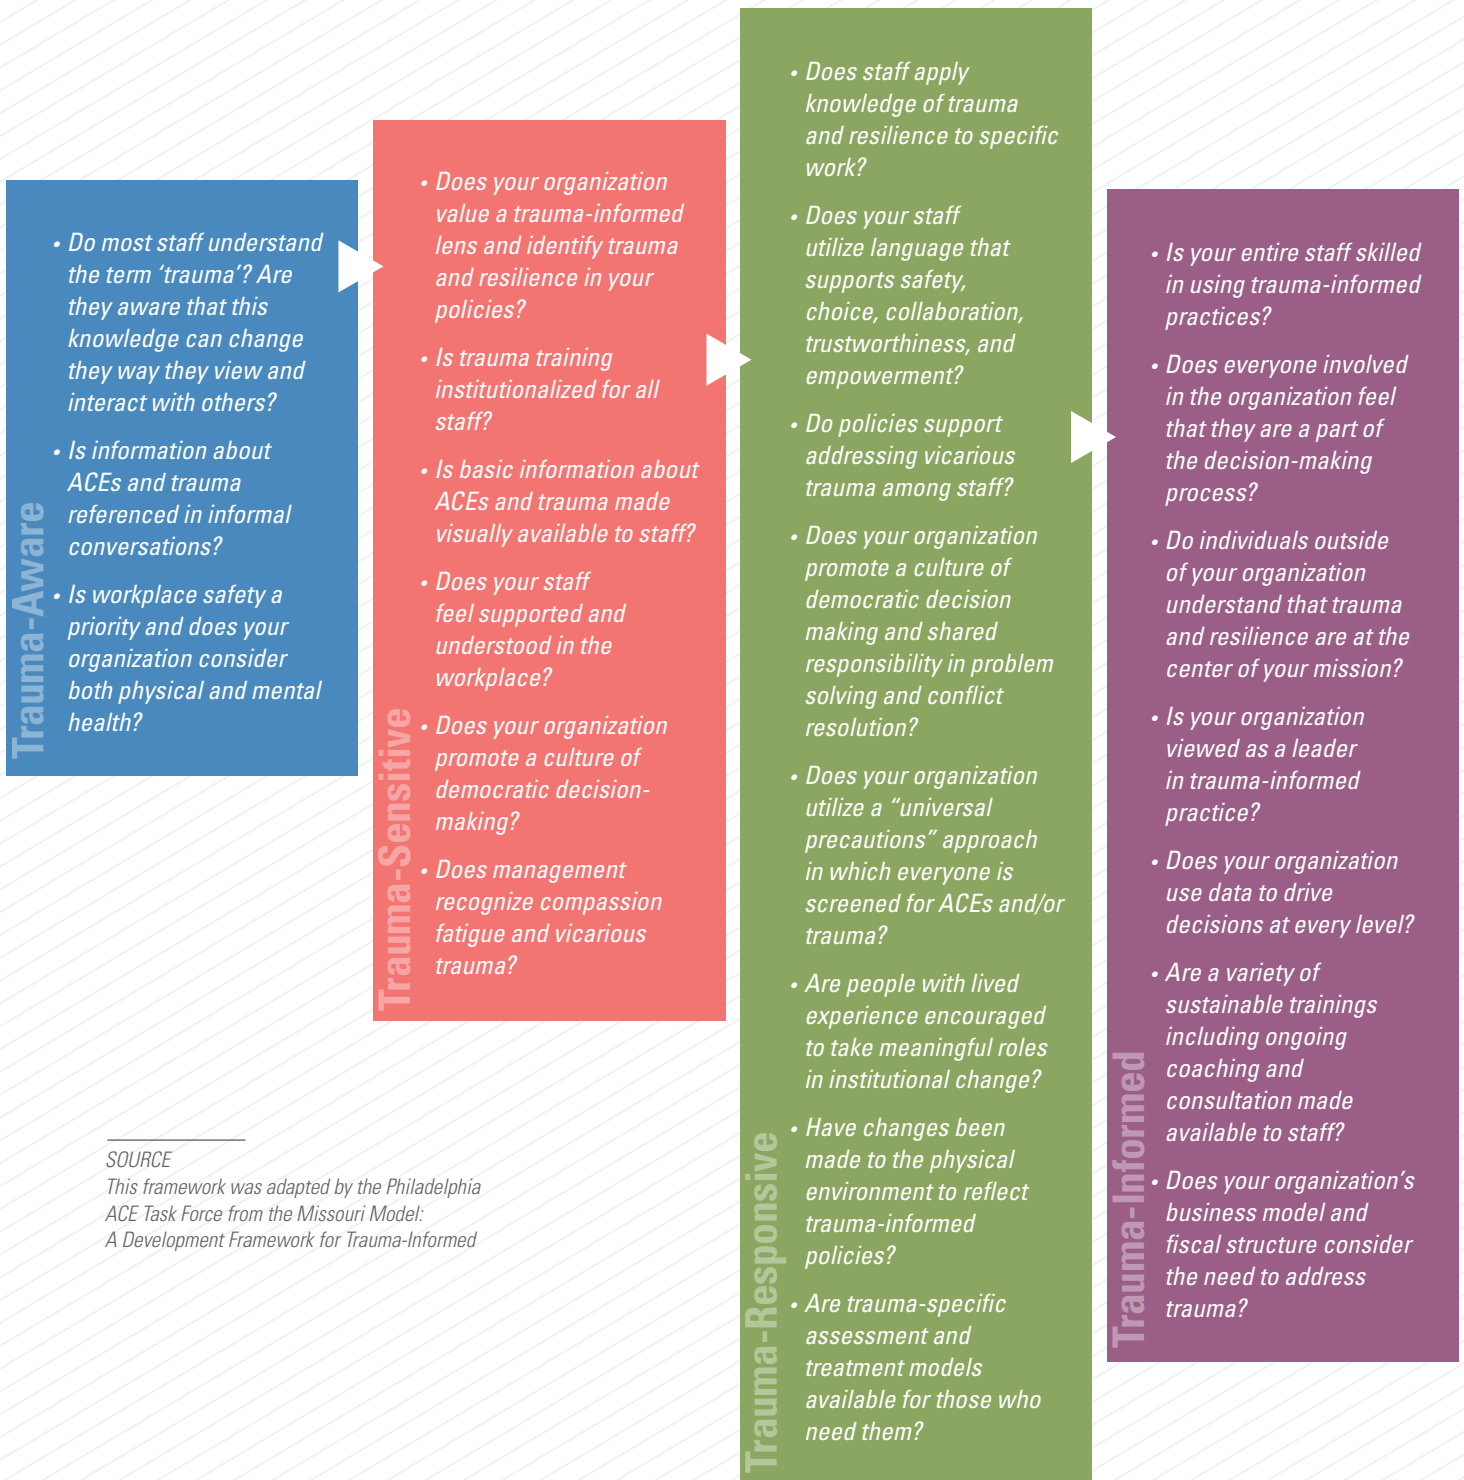 • Do most staff understand
the term ‘trauma’? Are
they aware that this
knowledge can change
they way they view and
interact with others?
• Is information about
ACEs and trauma
referenced in informal
conversations?
• Is workplace safety a
priority and does your
organization consider
both physical and mental
health?
Trauma-Aware
• Does your organization
value a trauma-informed
lens and identify trauma
and resilience in your
policies?
• Is trauma training
institutionalized for all
staff?
• Is basic information about
ACEs and trauma made
visually available to staff?
• Does your staff
feel supported and
understood in the
workplace?
• Does your organization
promote a culture of
democratic decision-
making?
• Does management
recognize compassion
fatigue and vicarious
trauma?
Trauma-Sensitive
• Does staff apply
knowledge of trauma
and resilience to specific
work?
• Does your staff
utilize language that
supports safety,
choice, collaboration,
trustworthiness, and
empowerment?
• Do policies support
addressing vicarious
trauma among staff?
• Does your organization
promote a culture of
democratic decision
making and shared
responsibility in problem
solving and conflict
resolution?
• Does your organization
utilize a “universal
precautions” approach
in which everyone is
screened for ACEs and/or
trauma?
• Are people with lived
experience encouraged
to take meaningful roles
in institutional change?
• Have changes been
made to the physical
environment to reflect
trauma-informed
policies?
• Are trauma-specific
assessment and
treatment models
available for those who
need them?
Trauma-Responsive
• Is your entire staff skilled
in using trauma-informed
practices?
• Does everyone involved
in the organization feel
that they are a part of
the decision-making
process?
• Do individuals outside
of your organization
understand that trauma
and resilience are at the
center of your mission?
• Is your organization
viewed as a leader
in trauma-informed
practice?
• Does your organization
use data to drive
decisions at every level?
• Are a variety of
sustainable trainings
including ongoing
coaching and
consultation made
available to staff?
• Does your organization’s
business model and
fiscal structure consider
the need to address
trauma?
Trauma-Informed
SOURCE
This framework was adapted by the Philadelphia
ACE Task Force from the Missouri Model:
A Development Framework for Trauma-Informed